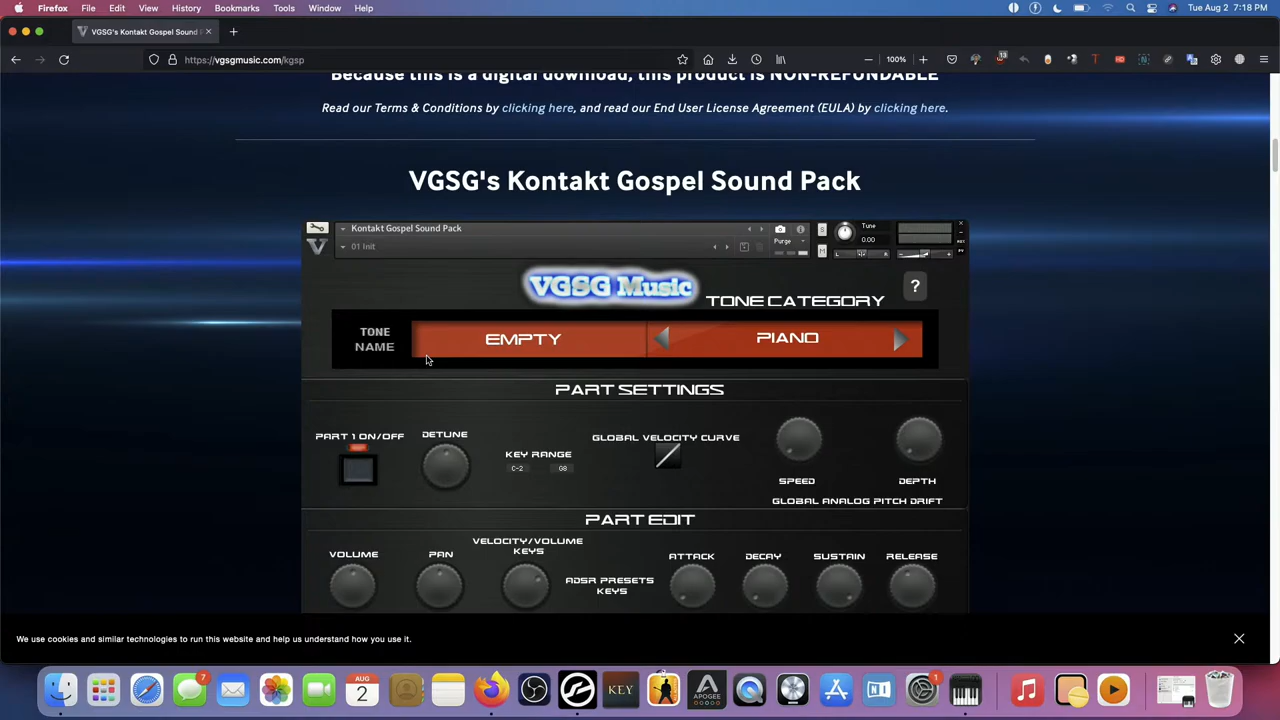 Firefox File Edit View History Bookmarks Tools Window Help Tue Aug 2 7:18 PM
VGSG's Kontakt Gospel Sound P
https://vgsgmusic.com/kgsp 100% 13
Because this is a digital download, this product is NON-REFUNDABLE
Read our Terms & Conditions by clicking here, and read our End User License Agreement (EULA) by clicking here.
VGSG's Kontakt Gospel Sound Pack
Kontakt Gospel Sound Pack
01 Init
Purge
S
M
Tune
0.00
L R
VGSG Music
TONE CATEGORY
?
TONE
NAME
EMPTY
PIANO
PART SETTINGS
PART 1 ON/OFF
DETUNE
KEY RANGE
C-2 G8
GLOBAL VELOCITY CURVE
SPEED
DEPTH
GLOBAL ANALOG PITCH DRIFT
PART EDIT
VOLUME
PAN
VELOCITY/VOLUME
KEYS
ADSR PRESETS
KEYS
ATTACK
DECAY
SUSTAIN
RELEASE
We use cookies and similar technologies to run this website and help us understand how you use it.
7
AUG
2
KEY
APOGEE
1